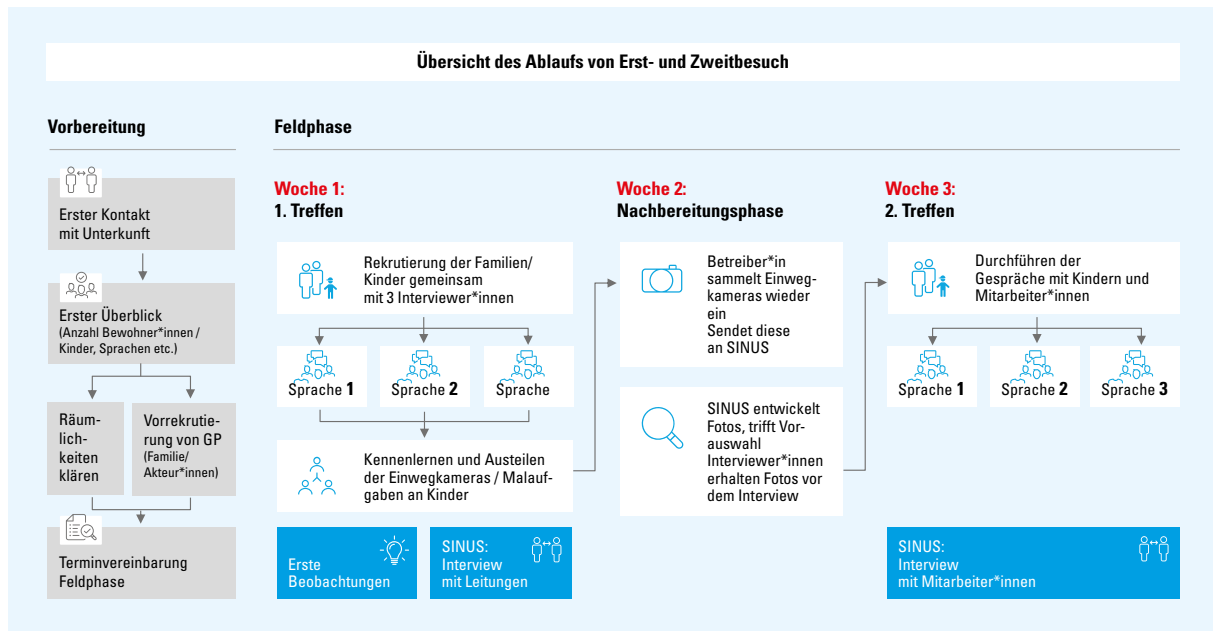 Übersicht des Ablaufs von Erst- und Zweitbesuch
Vorbereitung
Erster Kontakt
mit Unterkunft
Erster Überblick
(Anzahl Bewohner*innen /
Kinder, Sprachen etc.)
Räum-
lich-
keiten
klären
Vorrekrutie-
rung von GP
(Familie/
Akteur*innen)
Terminvereinbarung
Feldphase
Feldphase
Woche 1:
1. Treffen
Rekrutierung der Familien/
Kinder gemeinsam
mit 3 Interviewer*innen
Sprache 1
Sprache 2
Sprache
Kennenlernen und Austeilen
der Einwegkameras / Malauf-
gaben an Kinder
Erste
Beobachtungen
SINUS:
Interview
mit Leitungen
Woche 2:
Nachbereitungsphase
Betreiber*in
sammelt Einweg-
kameras wieder
ein
Sendet diese
an SINUS
SINUS entwickelt
Fotos, trifft Vor-
auswahl
Interviewer*innen
erhalten Fotos vor
dem Interview
Woche 3:
2. Treffen
Durchführen der
Gespräche mit Kindern und
Mitarbeiter*innen
Sprache 1
Sprache 2
Sprache 3
SINUS:
Interview
mit Mitarbeiter*innen